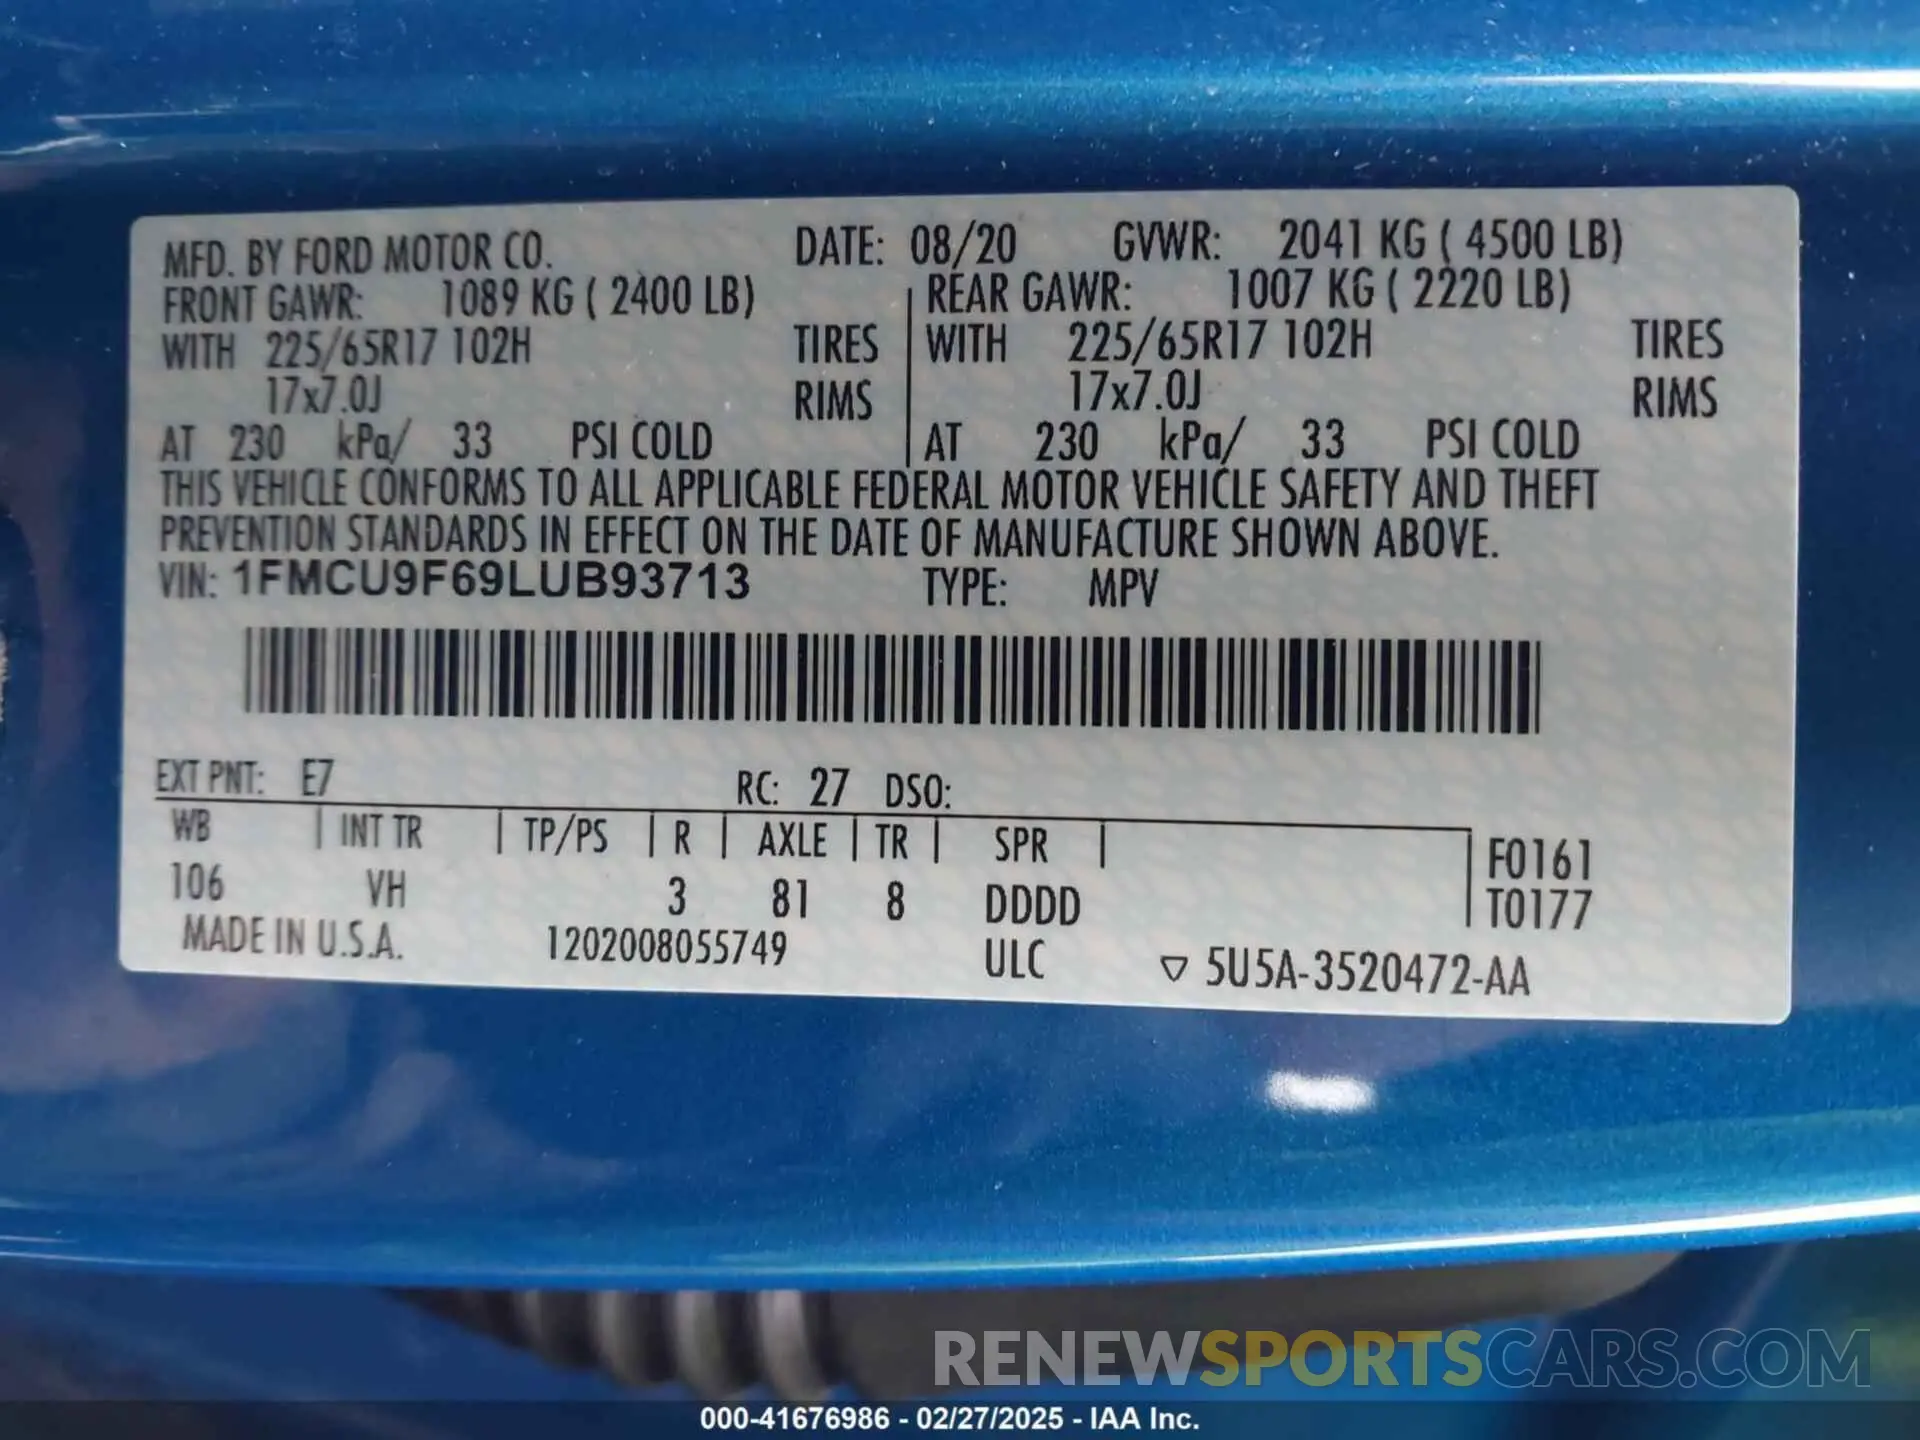 MFD. BY FORD MOTOR CO. DATE: 08/20 GVWR: 2041 KG ( 4500 LB)
FRONT GAWR: 1089 KG ( 2400 LB) REAR GAWR: 1007 KG ( 2220 LB)
WITH 225/65R17 102H TIRES WITH 225/65R17 102H TIRES
17x7.0J RIMS 17x7.0J RIMS
AT 230 kPa/ 33 PSI COLD AT 230 kPa/ 33 PSI COLD
THIS VEHICLE CONFORMS TO ALL APPLICABLE FEDERAL MOTOR VEHICLE SAFETY AND THEFT
PREVENTION STANDARDS IN EFFECT ON THE DATE OF MANUFACTURE SHOWN ABOVE.
VIN: 1FMCU9F69LUB93713 TYPE: MPV
EXT PNT: E7 RC: 27 DSO:
WB INT TR TP/PS R AXLE TR SPR F0161
106 VH 3 81 8 DDDD T0177
MADE IN U.S.A. 1202008055749 ULC ▽ 5U5A-3520472-AA
RENEWSPORTSCARS.COM
000-41676986 - 02/27/2025 - IAA Inc.